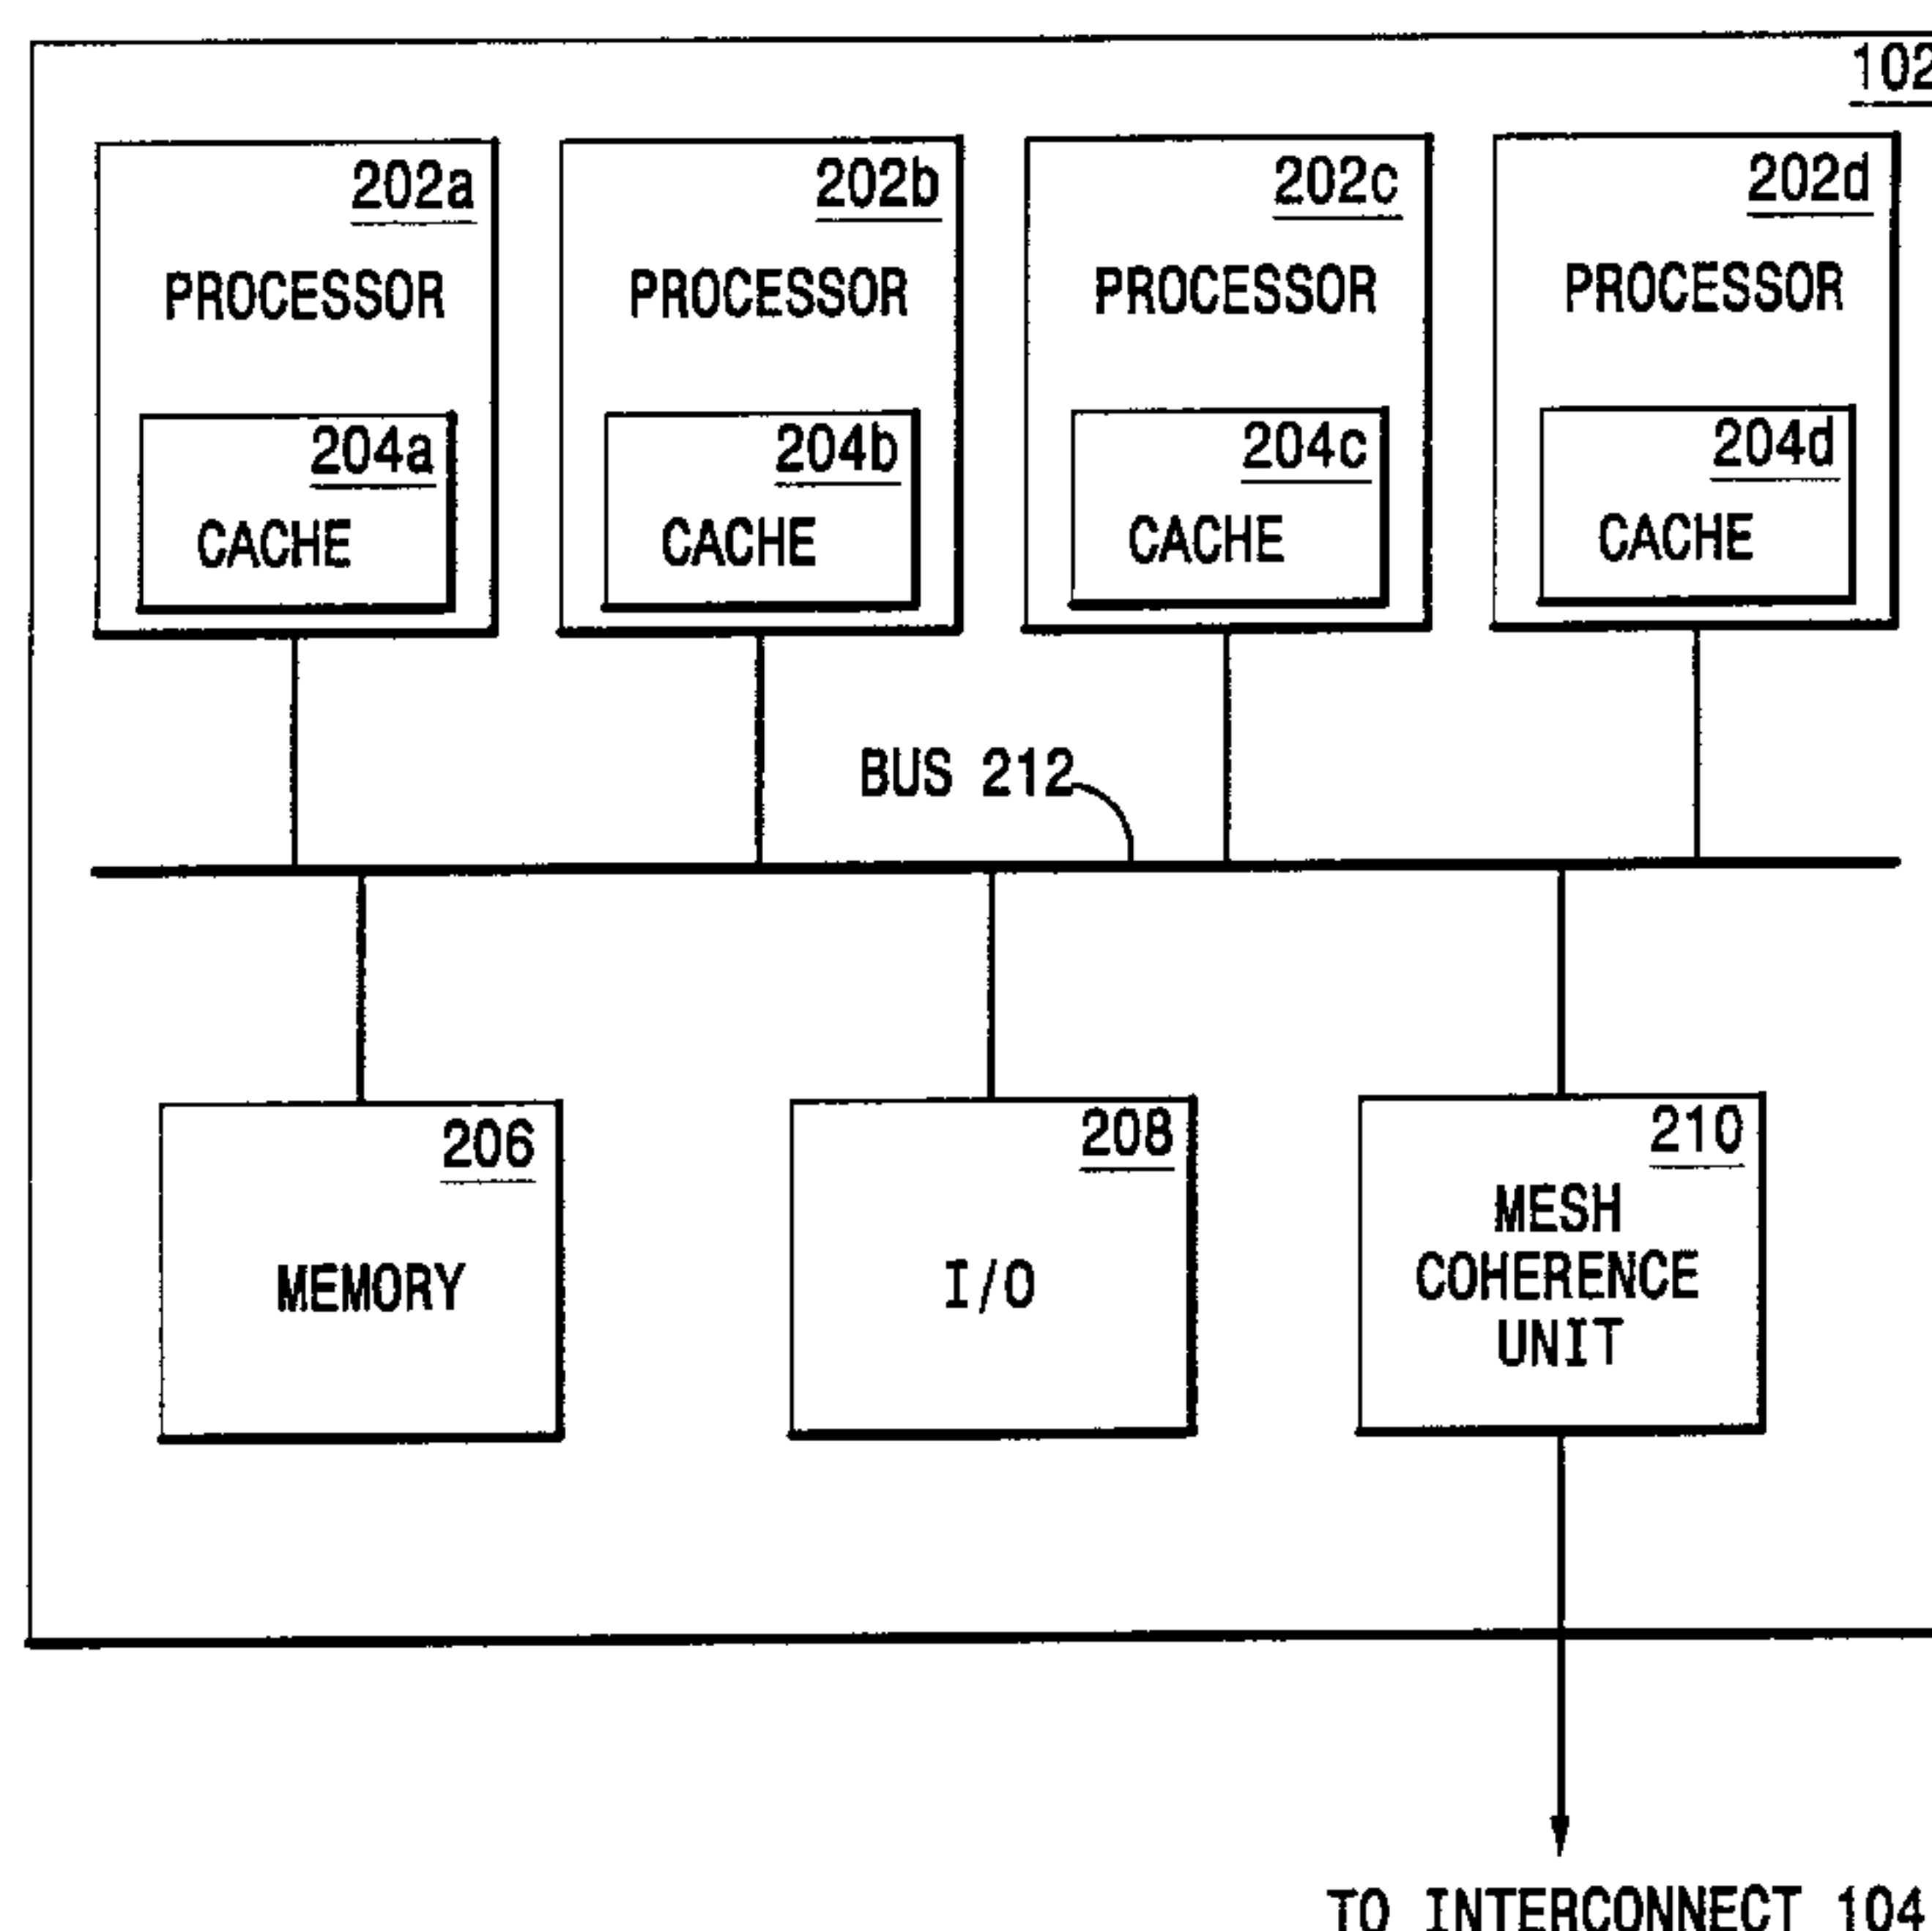 102
202a 202b 202c 202d
PROCESSOR PROCESSOR PROCESSOR PROCESSOR
204a 204b 204c 204d
CACHE CACHE CACHE CACHE
BUS 212
206 208 210
MEMORY
I/O
MESH
COHERENCE
UNIT
TO INTERCONNECT 104